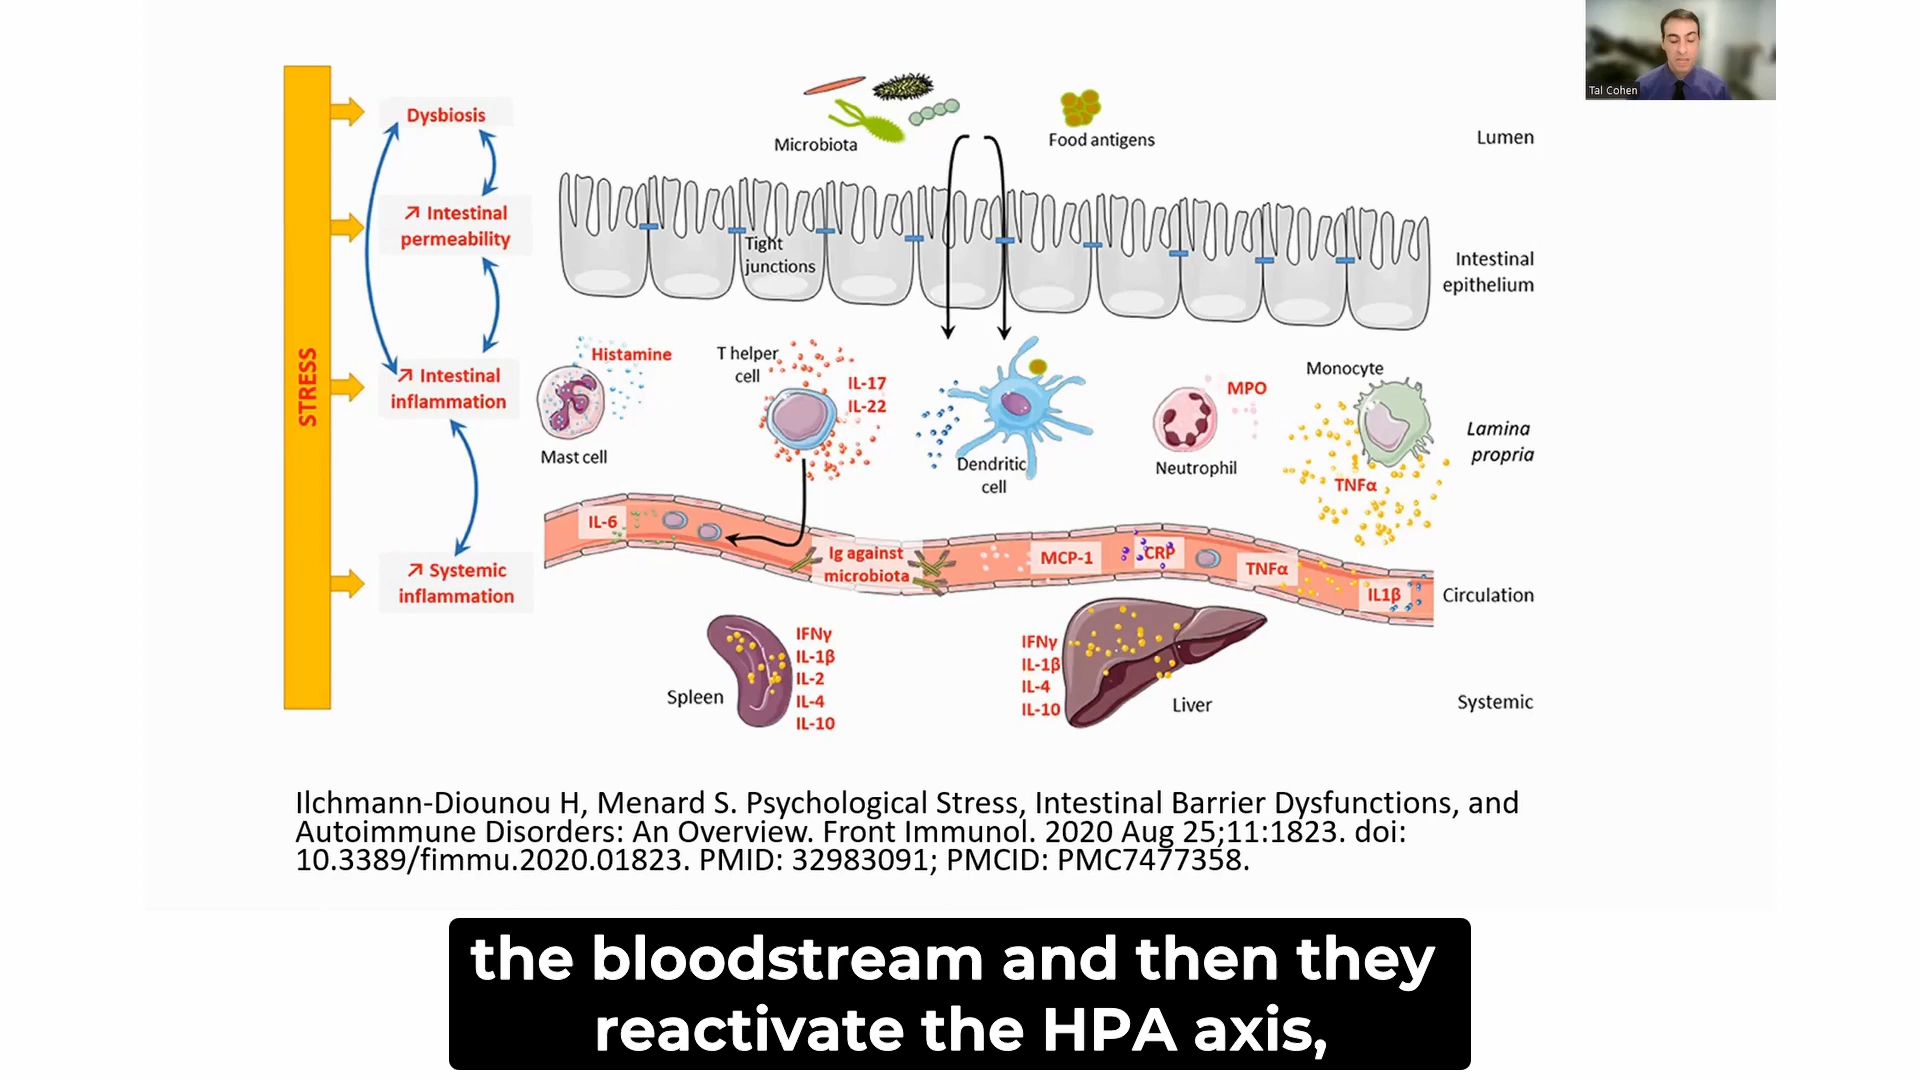 Tal Cohen
STRESS
Dysbiosis
↗ Intestinal
permeability
↗ Intestinal
inflammation
↗ Systemic
inflammation
Microbiota
Food antigens
Lumen
Tight
junctions
Intestinal
epithelium
Histamine
Mast cell
T helper
cell
IL-17
IL-22
Dendritic
cell
MPO
Neutrophil
Monocyte
TNFα
Lamina
propria
IL-6
Ig against
microbiota
MCP-1
CRP
TNFα
IL1β
Circulation
Spleen
IFNγ
IL-1β
IL-2
IL-4
IL-10
IFNγ
IL-1β
IL-4
IL-10
Liver
Systemic
Ilchmann-Diounou H, Menard S. Psychological Stress, Intestinal Barrier Dysfunctions, and
Autoimmune Disorders: An Overview. Front Immunol. 2020 Aug 25;11:1823. doi:
10.3389/fimmu.2020.01823. PMID: 32983091; PMCID: PMC7477358.
the bloodstream and then they
reactivate the HPA axis,